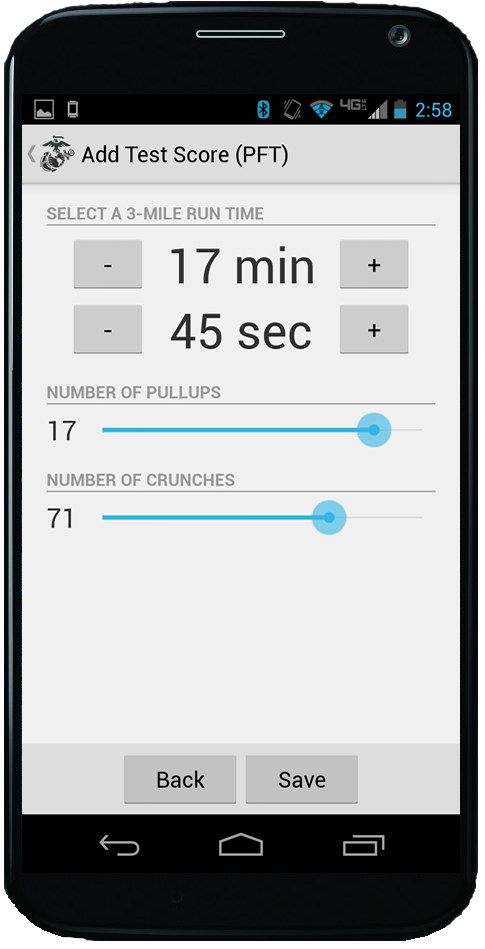 4G LTE 2:58
Add Test Score (PFT)
SELECT A 3-MILE RUN TIME
- 17 min +
- 45 sec +
NUMBER OF PULLUPS
17
NUMBER OF CRUNCHES
71
Back Save